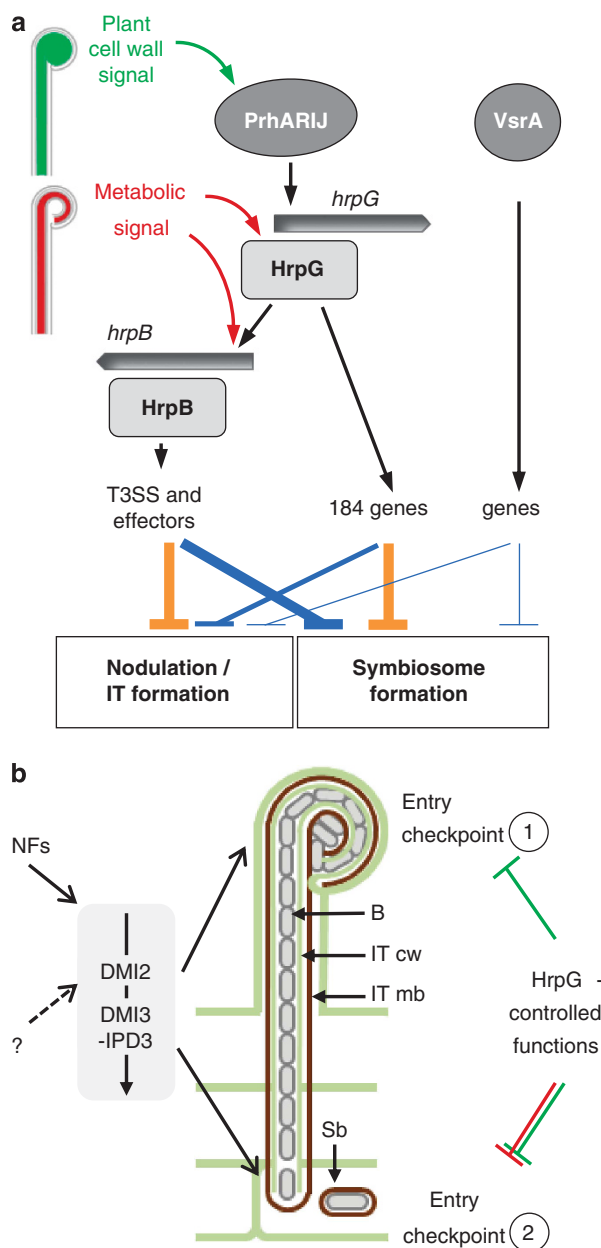 a
Plant
cell wall
signal
PrhARIJ
VsrA
Metabolic
signal
hrpG
HrpG
hrpB
HrpB
T3SS and
effectors
184 genes
genes
Nodulation /
IT formation
Symbiosome
formation
b
Entry
checkpoint 1
NFs
B
DMI2
IT cw
DMI3
-IPD3
IT mb
?
HrpG -
controlled
functions
Sb
Entry
checkpoint 2